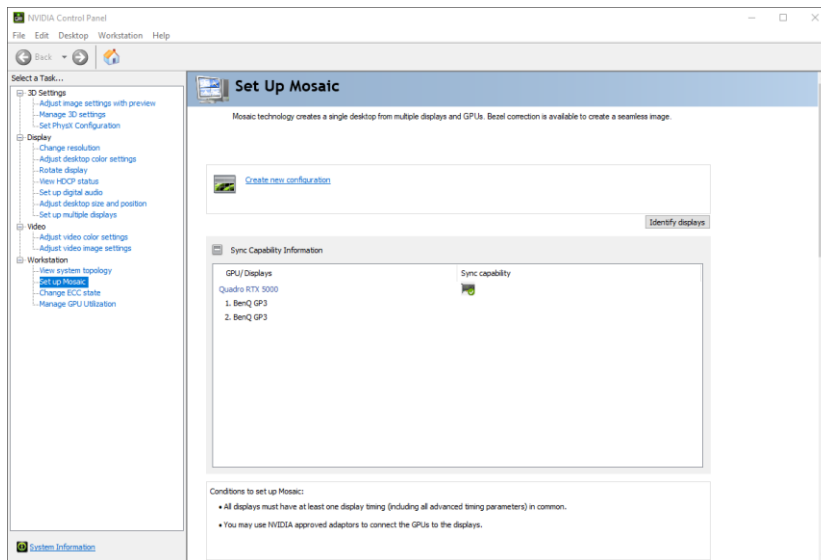 NVIDIA Control Panel
File Edit Desktop Workstation Help
Back
Select a Task...
3D Settings
Adjust image settings with preview
Manage 3D settings
Set PhysX Configuration
Display
Change resolution
Adjust desktop color settings
Rotate display
View HDCP status
Set up digital audio
Adjust desktop size and position
Set up multiple displays
Video
Adjust video color settings
Adjust video image settings
Workstation
View system topology
Set up Mosaic
Change ECC state
Manage GPU Utilization
System Information
Set Up Mosaic
Mosaic technology creates a single desktop from multiple displays and GPUs. Bezel correction is available to create a seamless image.
Create new configuration
Identify displays
Sync Capability Information
GPU/Displays Sync capability
Quadro RTX 5000
1. BenQ GP3
2. BenQ GP3
Conditions to set up Mosaic:
• All displays must have at least one display timing (including all advanced timing parameters) in common.
• You may use NVIDIA approved adaptors to connect the GPUs to the displays.